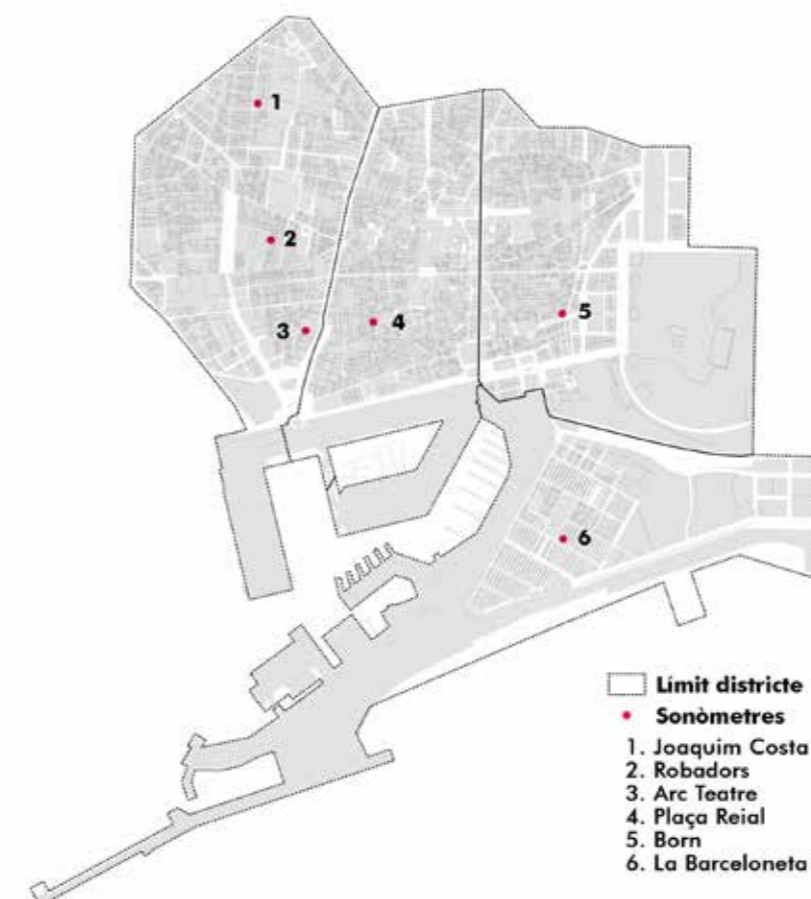 1
2
3
4
5
6
Límit districte
Sonòmetres
1. Joaquim Costa
2. Robadors
3. Arc Teatre
4. Plaça Reial
5. Born
6. La Barceloneta